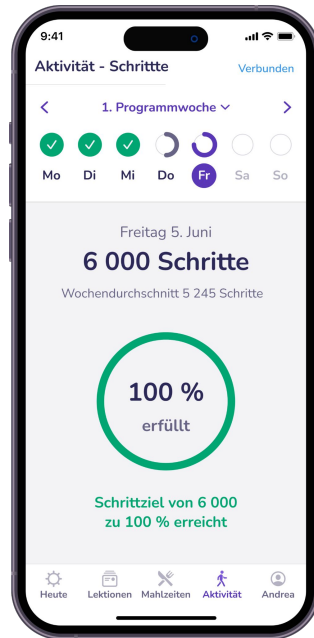 9:41
Aktivität - Schrittte
Verbunden
1. Programmwoche
Mo Di Mi Do Fr Sa So
Freitag 5. Juni
6 000 Schritte
Wochendurchschnitt 5 245 Schritte
100 %
erfüllt
Schrittziel von 6 000
zu 100 % erreicht
Heute Lektionen Mahlzeiten Aktivität Andrea